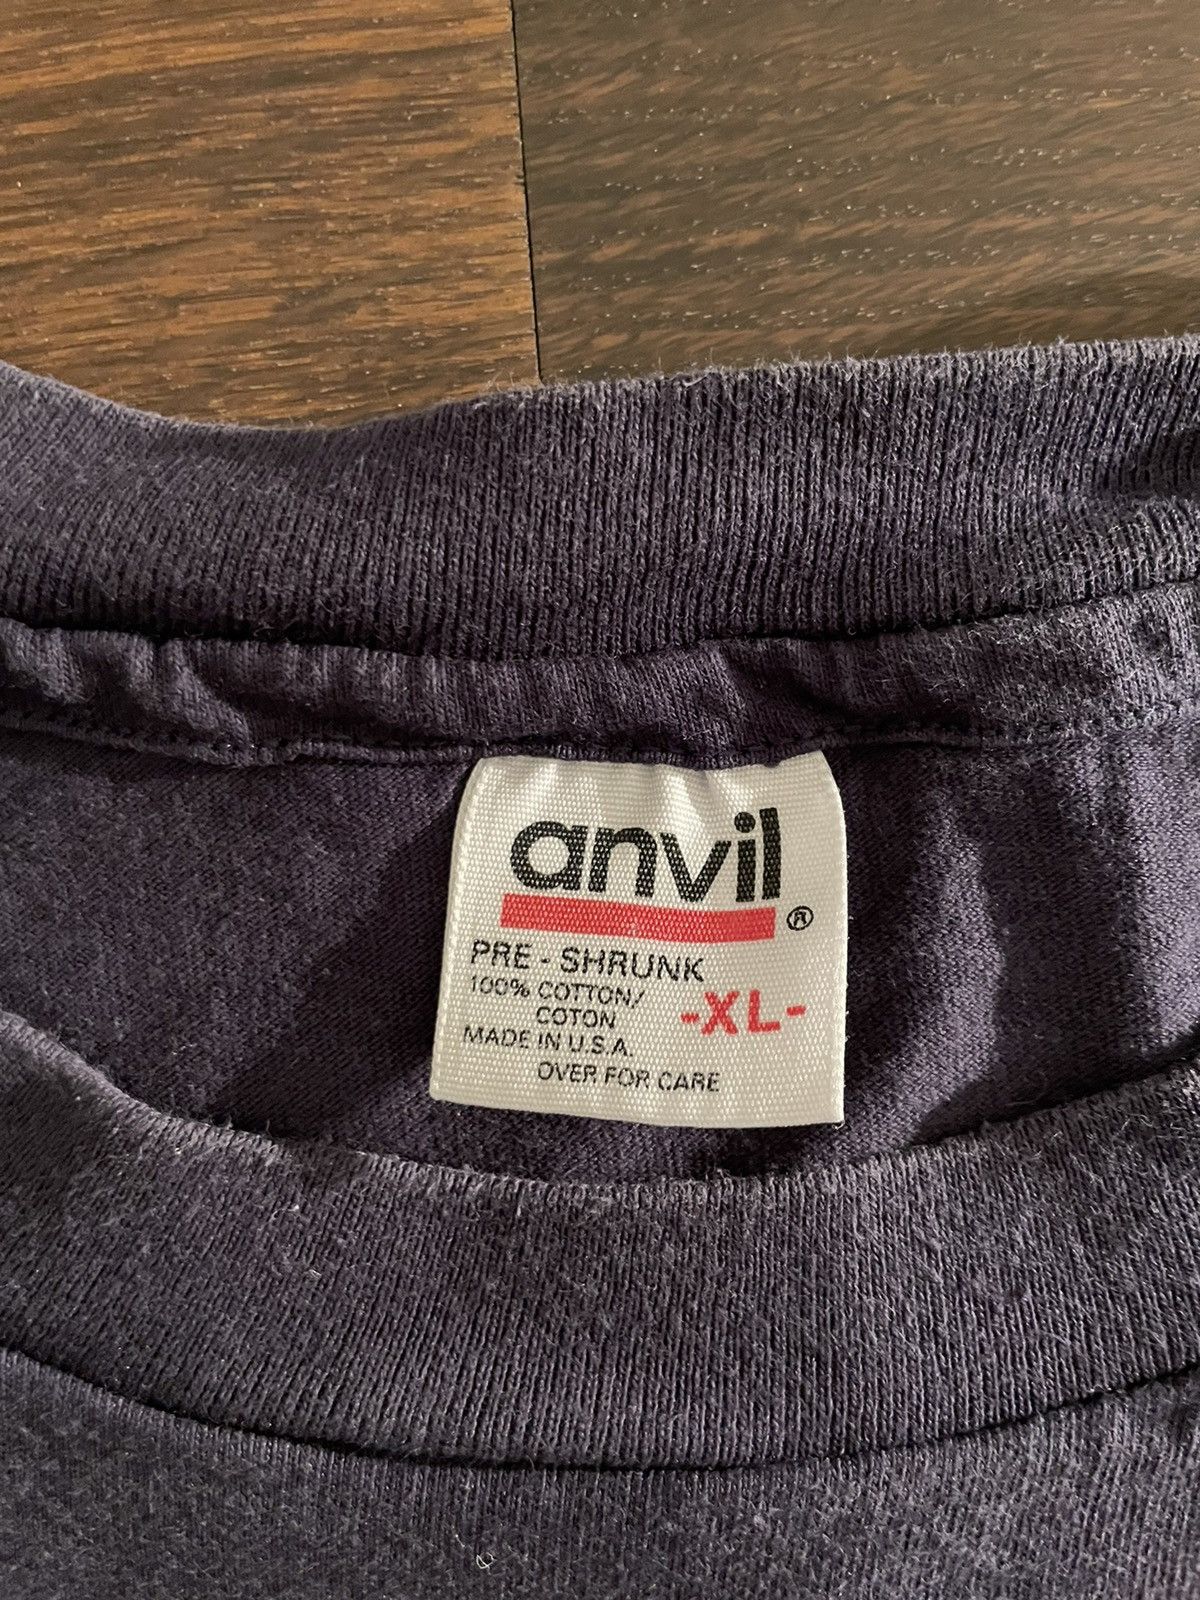 anvil®
PRE - SHRUNK
100% COTTON/
COTON
-XL-
MADE IN U.S.A.
OVER FOR CARE